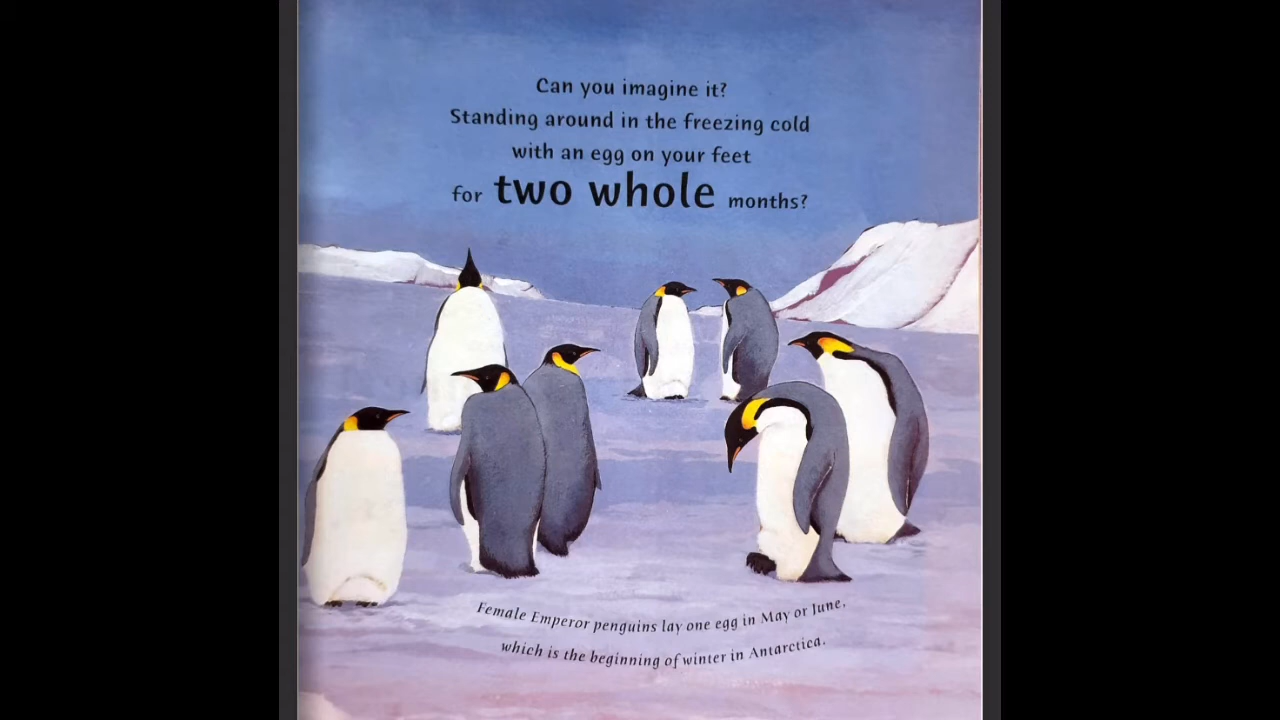 Can you imagine it?
Standing around in the freezing cold
with an egg on your feet
for two whole months?
Female Emperor penguins lay one egg in May or June,
which is the beginning of winter in Antarctica.